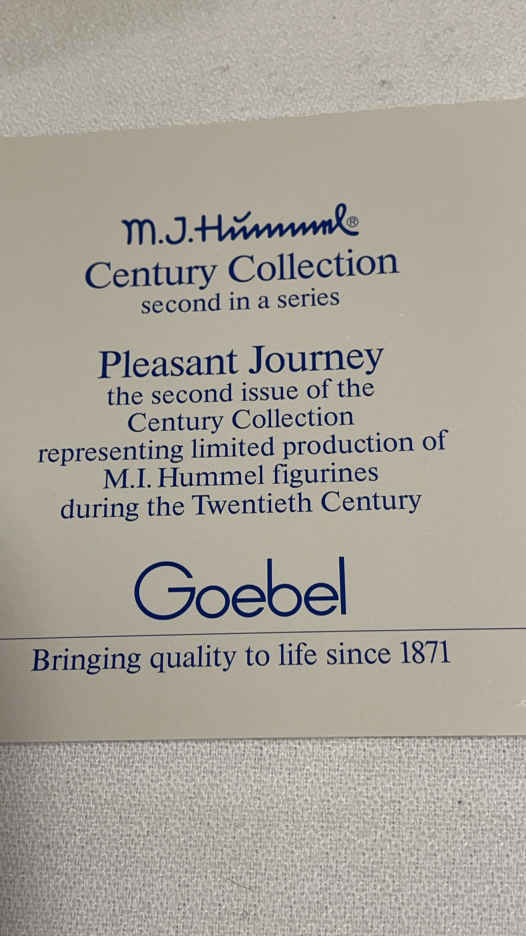 M.J.Hummel®
Century Collection
second in a series
Pleasant Journey
the second issue of the
Century Collection
representing limited production of
M.I. Hummel figurines
during the Twentieth Century
Goebel
Bringing quality to life since 1871